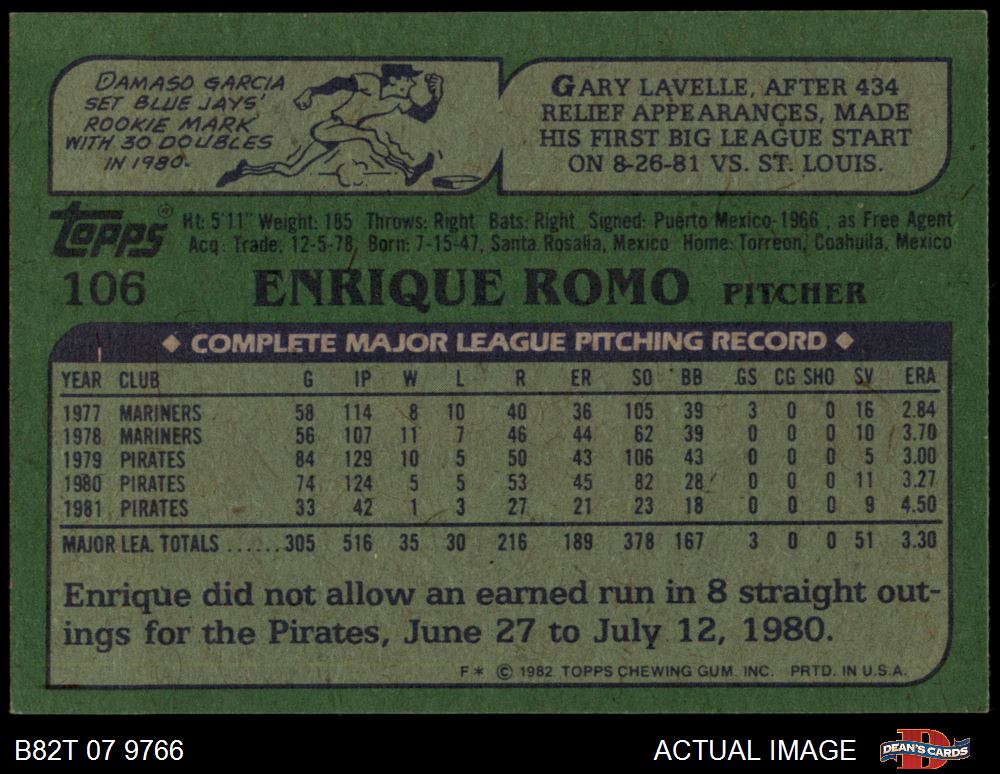 DAMASO GARCIA
SET BLUE JAYS'
ROOKIE MARK
WITH 30 DOUBLES
IN 1980.
GARY LAVELLE, AFTER 434
RELIEF APPEARANCES, MADE
HIS FIRST BIG LEAGUE START
ON 8-26-81 VS. ST. LOUIS.
Topps® Ht: 5'11" Weight: 185 Throws: Right Bats: Right Signed: Puerto Mexico-1966, as Free Agent
Acq: Trade, 12-5-78, Born: 7-15-47, Santa Rosalia, Mexico Home: Torreon, Coahuila, Mexico
106 ENRIQUE ROMO PITCHER
◆ COMPLETE MAJOR LEAGUE PITCHING RECORD ◆
YEAR CLUB G IP W L R ER SO BB GS CG SHO SV ERA
1977 MARINERS 58 114 8 10 40 36 105 39 3 0 0 16 2.84
1978 MARINERS 56 107 11 7 46 44 62 39 0 0 0 10 3.70
1979 PIRATES 84 129 10 5 50 43 106 43 0 0 0 5 3.00
1980 PIRATES 74 124 5 5 53 45 82 28 0 0 0 11 3.27
1981 PIRATES 33 42 1 3 27 21 23 18 0 0 0 9 4.50
MAJOR LEA. TOTALS ......305 516 35 30 216 189 378 167 3 0 0 51 3.30
Enrique did not allow an earned run in 8 straight out-
ings for the Pirates, June 27 to July 12, 1980.
F* © 1982 TOPPS CHEWING GUM. INC. PRTD. IN U.S.A.
B82T 07 9766 ACTUAL IMAGE DEAN'S CARDS